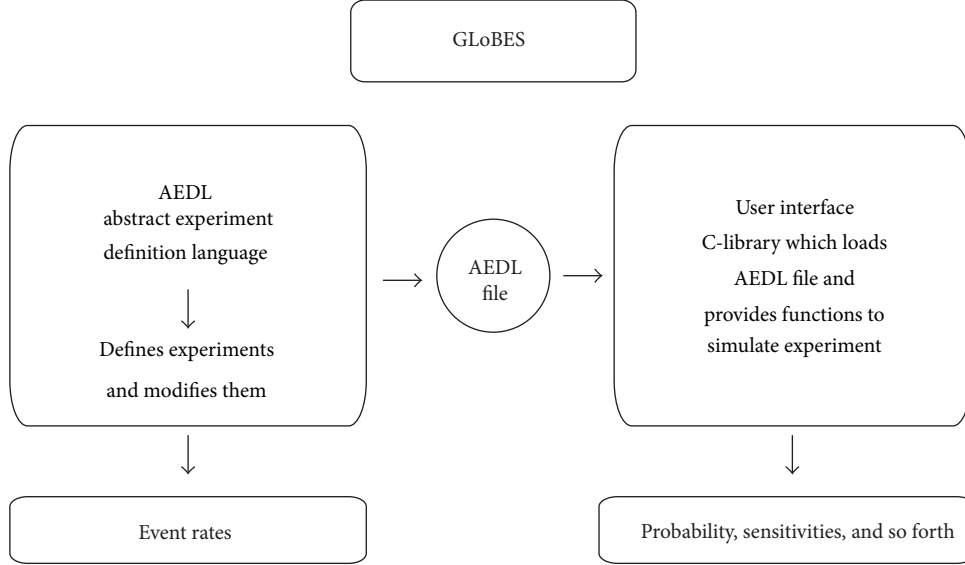 GLoBES
AEDL
abstract experiment
definition language
Defines experiments
and modifies them
AEDL
file
User interface
C-library which loads
AEDL file and
provides functions to
simulate experiment
Event rates
Probability, sensitivities, and so forth